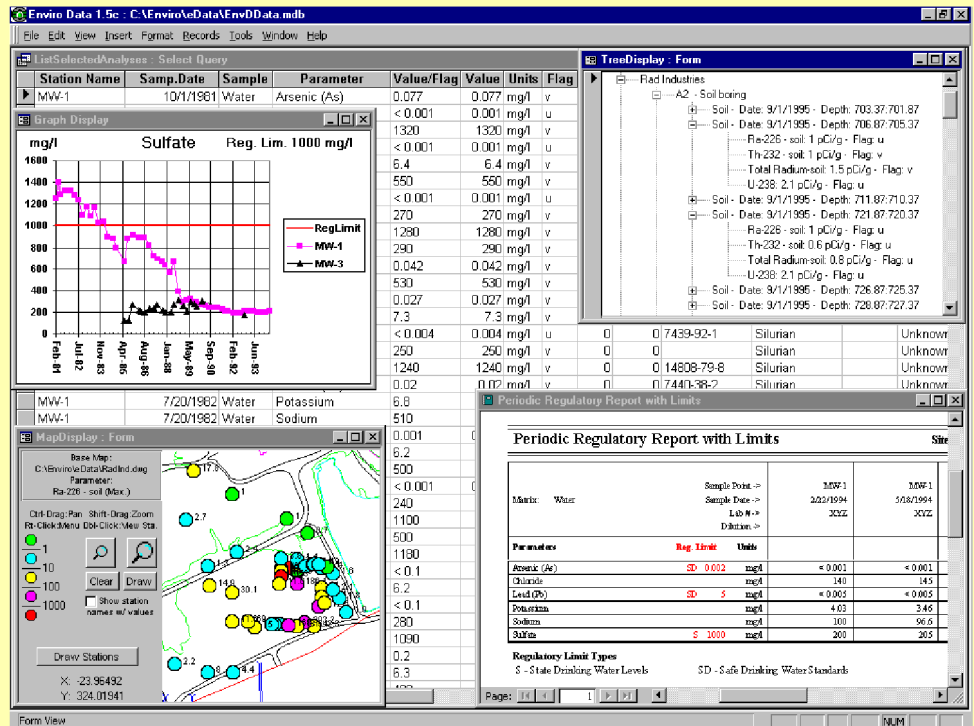 Enviro Data 1.5c : C:\Enviro\eData\EnvDData.mdb
File Edit View Insert Format Records Tools Window Help
ListSelectedAnalyses : Select Query
Station Name Samp.Date Sample Parameter Value/Flag Value Units Flag
MW-1 10/1/1981 Water Arsenic (As) 0.077 0.077 mg/l v
< 0.001 0.001 mg/l u
1320 1320 mg/l v
< 0.001 0.001 mg/l u
6.4 6.4 mg/l v
550 550 mg/l v
< 0.001 0.001 mg/l u
270 270 mg/l v
1280 1280 mg/l v
290 290 mg/l v
0.042 0.042 mg/l v
530 530 mg/l v
0.027 0.027 mg/l v
7.3 7.3 mg/l v
< 0.004 0.004 mg/l u 0 0 7439-92-1 Silurian Unknown
250 250 mg/l v 0 0 Silurian Unknown
1240 1240 mg/l v 0 0 14808-79-8 Silurian Unknown
0.02 0.02 mg/l v 0 0 7440-38-2 Silurian Unknown
MW-1 7/20/1982 Water Potassium 6.8
MW-1 7/20/1982 Water Sodium 510
0.001
6.2
500
< 0.001
240
1100
500
1180
< 0.1
6.2
< 0.1
280
1090
0.2
6.3
Graph Display
mg/l Sulfate Reg. Lim. 1000 mg/l
1600
1400
1200
1000
800
600
400
200
0
RegLimit
MW-1
MW-3
Feb-81 Jul-82 Nov-83 Apr-85 Aug-86 Jan-88 May-89 Sep-90 Feb-92 Jun-93
TreeDisplay : Form
Rad Industries
A2 - Soil boring
Soil - Date: 9/1/1995 - Depth: 703.37:701.87
Soil - Date: 9/1/1995 - Depth: 706.87:705.37
Ra-226 - soil: 1 pCi/g - Flag: u
Th-232 - soil: 1 pCi/g - Flag: v
Total Radium-soil: 1.5 pCi/g - Flag: v
U-238: 2.1 pCi/g - Flag: u
Soil - Date: 9/1/1995 - Depth: 711.87:710.37
Soil - Date: 9/1/1995 - Depth: 721.87:720.37
Ra-226 - soil: 1 pCi/g - Flag: u
Th-232 - soil: 0.6 pCi/g - Flag: u
Total Radium-soil: 0.8 pCi/g - Flag: u
U-238: 2.1 pCi/g - Flag: u
Soil - Date: 9/1/1995 - Depth: 726.87:725.37
Soil - Date: 9/1/1995 - Depth: 728.87:727.37
MapDisplay : Form
Base Map:
C:\Enviro\eData\RadInd.dwg
Parameter:
Ra-226 - soil (Max.)
Ctrl-Drag:Pan Shift-Drag:Zoom
Rt-Click:Menu Dbl-Click:View Sta.
1
10
100
1000
Clear Draw
Show station
names w/ values
Draw Stations
X: -23.96492
Y: 324.01941
17.8
1
2.7
1
14.9
30.1
2.2
4.4
Periodic Regulatory Report with Limits
Periodic Regulatory Report with Limits Site
Sample Point -> MW-1 MW-1
Matrix: Water Sample Date -> 2/22/1994 5/18/1994
Lab #-> XYZ XYZ
Dilution ->
Parameters Reg. Limit Units
Arsenic (As) SD 0.002 mg/l < 0.001 < 0.001
Chloride mg/l 140 145
Lead (Pb) SD 5 mg/l < 0.005 < 0.005
Potassium mg/l 4.03 3.46
Sodium mg/l 100 96.6
Sulfate S 1000 mg/l 200 205
Regulatory Limit Types
S - State Drinking Water Levels SD - Safe Drinking Water Standards
Page: 1
Form View NUM